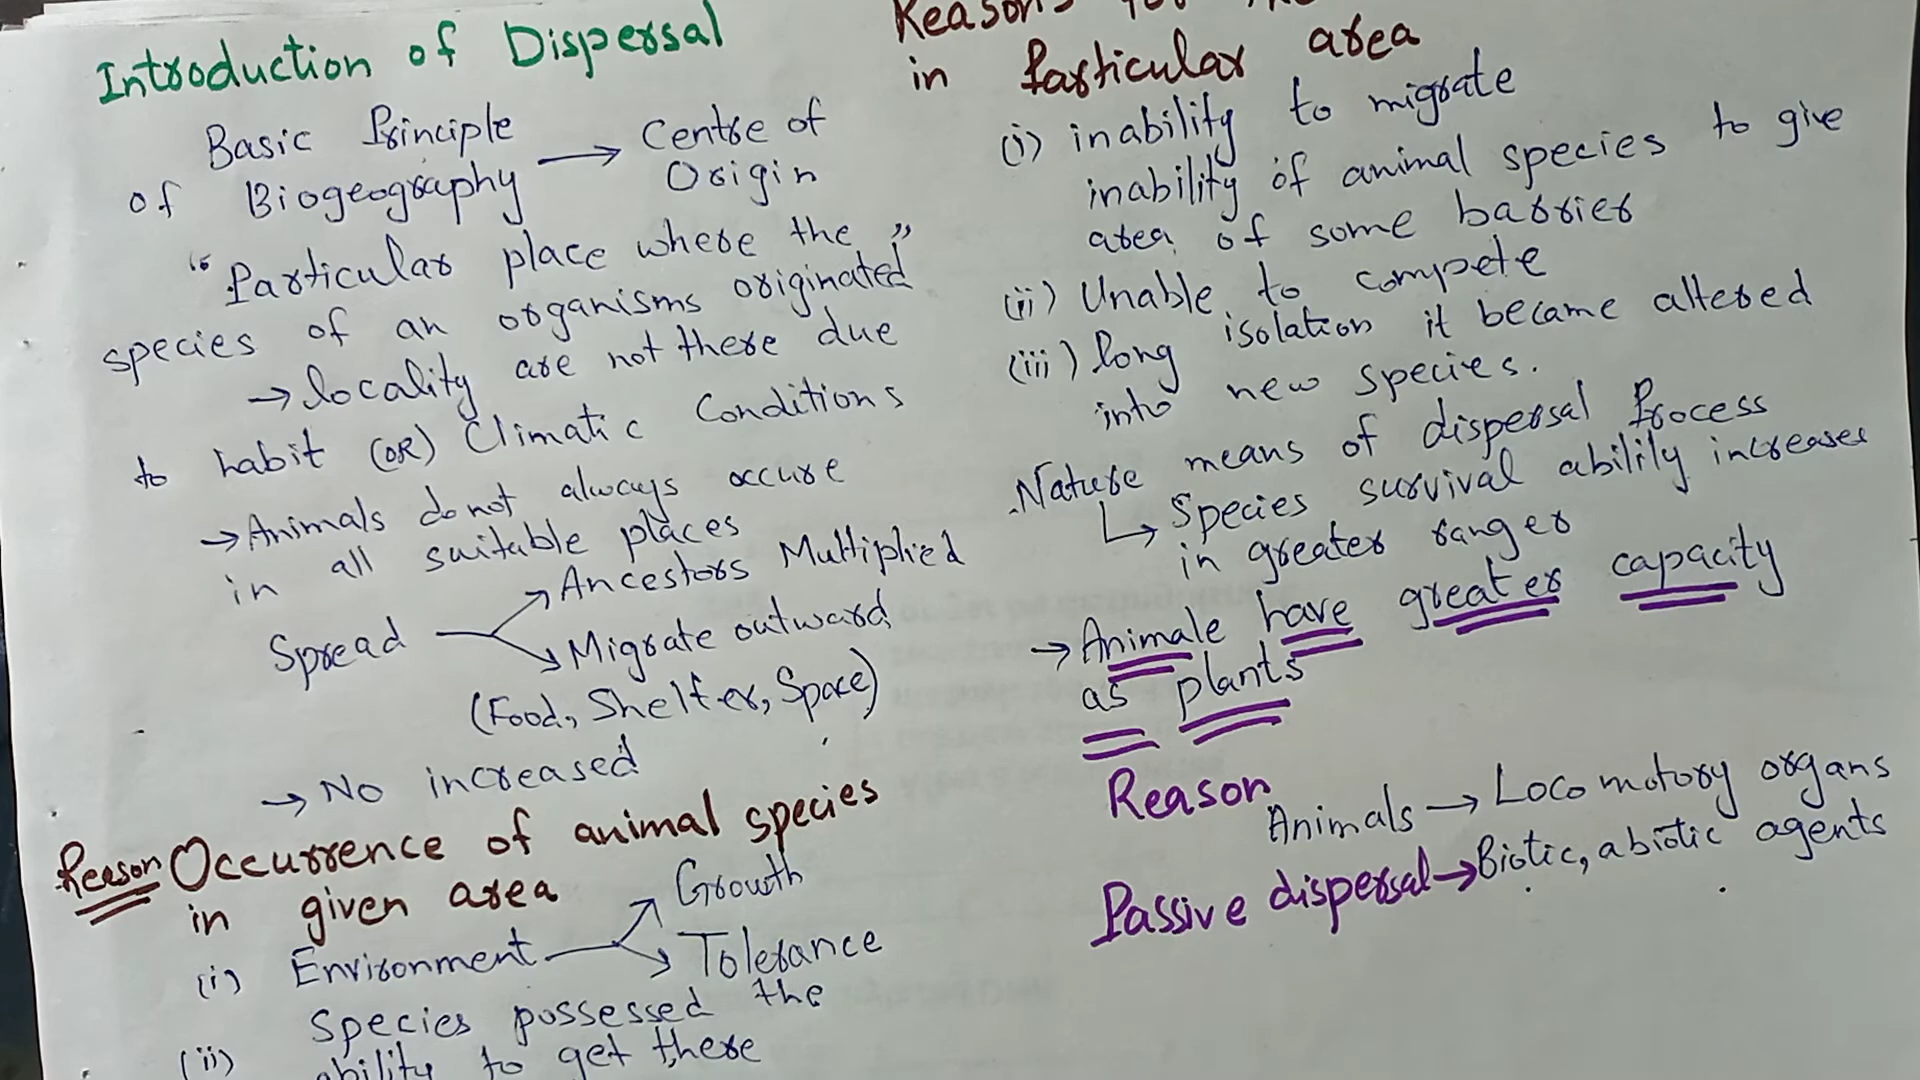 Introduction of Dispersal
Basic Principle
of Biogeography → Centre of
Origin
"Particular place where the"
species of an organisms originated
→ locality are not there due
to habit (OR) Climatic Conditions
→ Animals do not always occure
in all suitable places
Spread → Ancestors Multiplied
→ Migrate outward
(Food, Shelter, Space)
→ No increased
Reason Occurrence of animal species
in given area
(i) Environment → Growth
→ Tolerance
Species possessed the
(ii) ability to get there
Reasons for
in Particular area
(i) inability to migrate
inability of animal species to give
area of some barrier
(ii) Unable to compete
(iii) long isolation it became altered
into new species.
Nature means of dispersal Process
↳ Species survival ability increases
in greater ranger
→ Animale have greater capacity
as plants
Reason
Animals → Loco motory organs
Passive dispersal → Biotic, abiotic agents